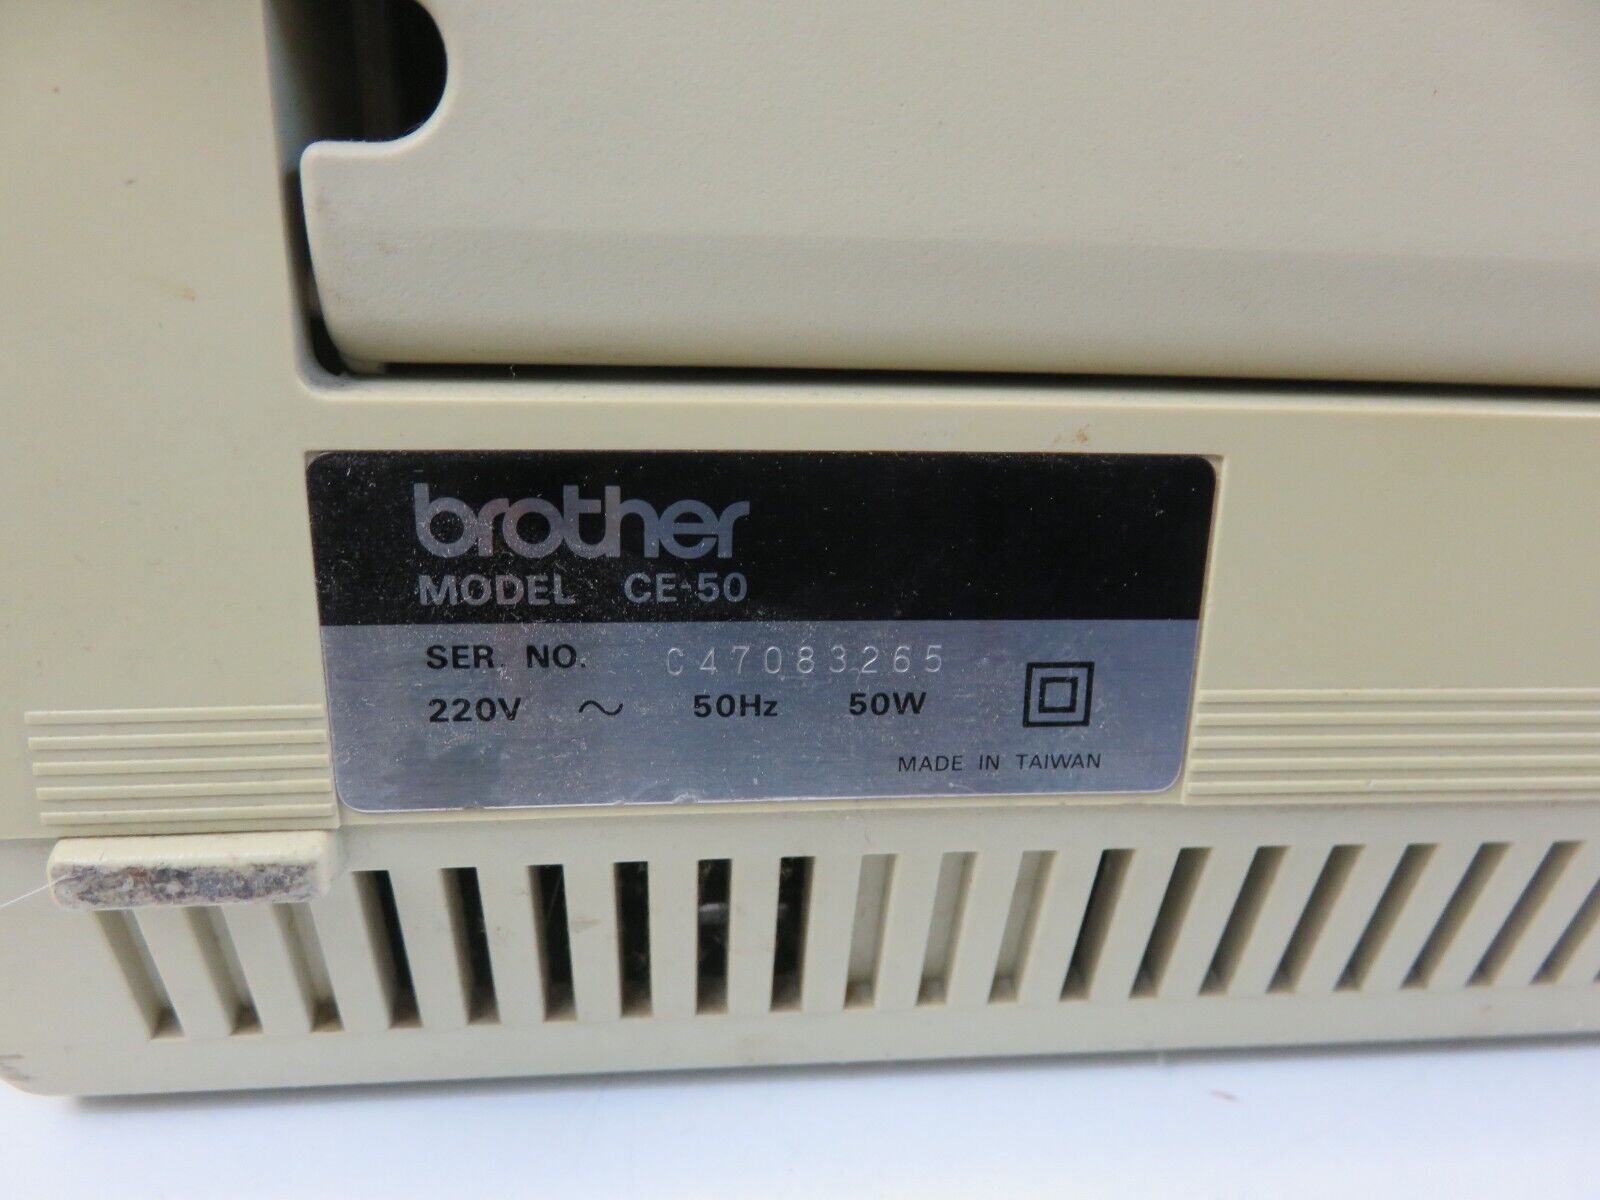 brother
MODEL CE-50
SER. NO. C47083265
220V ~ 50Hz 50W
MADE IN TAIWAN